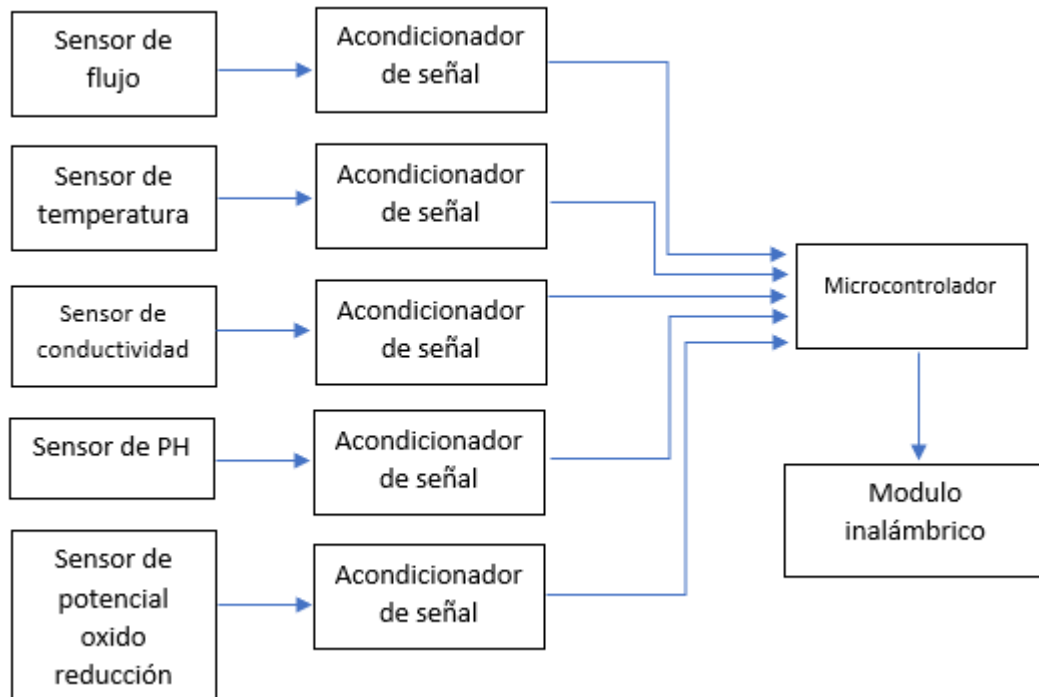 Sensor de
flujo
Acondicionador
de señal
Sensor de
temperatura
Acondicionador
de señal
Sensor de
conductividad
Acondicionador
de señal
Microcontrolador
Sensor de PH
Acondicionador
de señal
Modulo
inalámbrico
Sensor de
potencial
oxido
reducción
Acondicionador
de señal